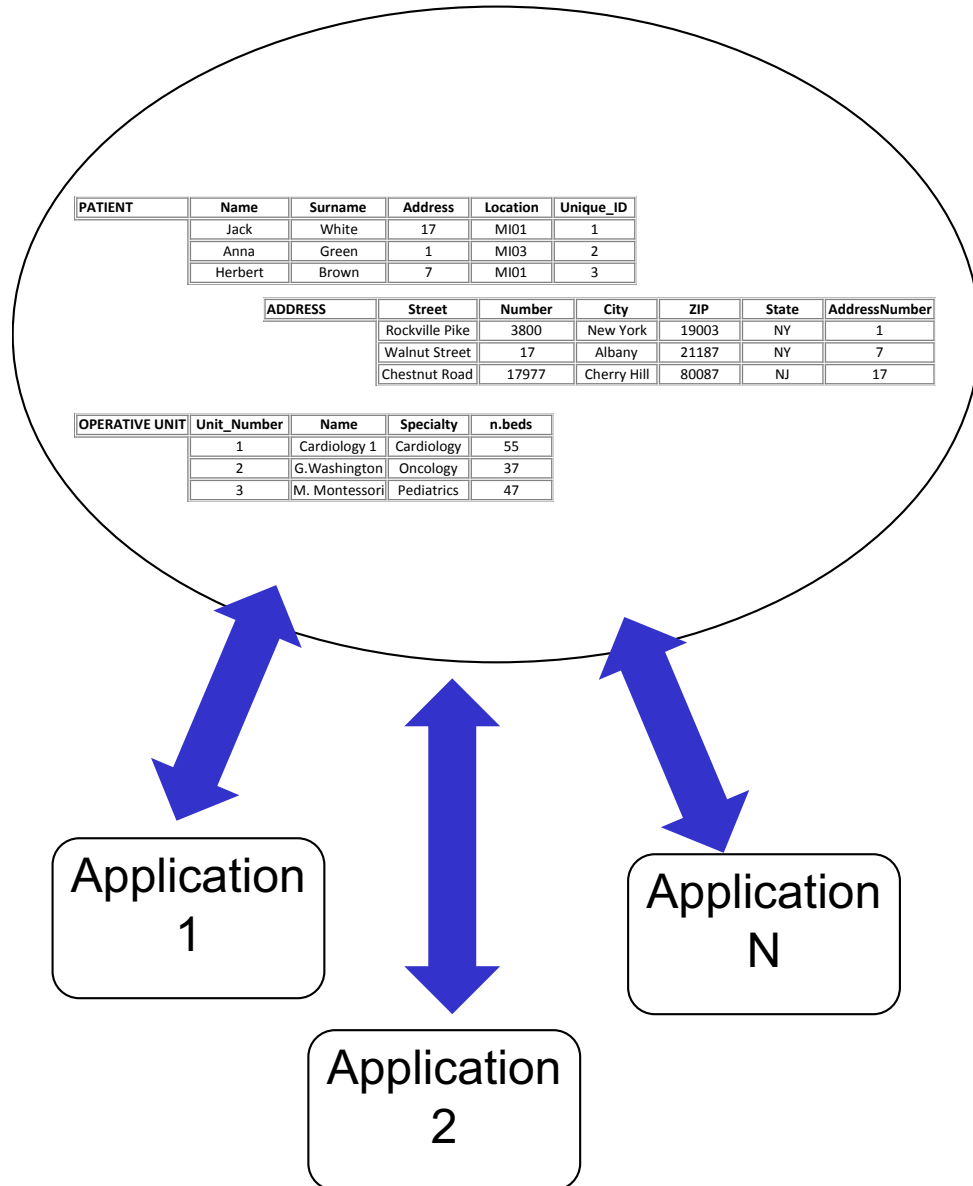 PATIENT Name Surname Address Location Unique_ID
Jack White 17 MI01 1
Anna Green 1 MI03 2
Herbert Brown 7 MI01 3
ADDRESS Street Number City ZIP State AddressNumber
Rockville Pike 3800 New York 19003 NY 1
Walnut Street 17 Albany 21187 NY 7
Chestnut Road 17977 Cherry Hill 80087 NJ 17
OPERATIVE UNIT Unit_Number Name Specialty n.beds
1 Cardiology 1 Cardiology 55
2 G.Washington Oncology 37
3 M. Montessori Pediatrics 47
Application
1
Application
2
Application
N